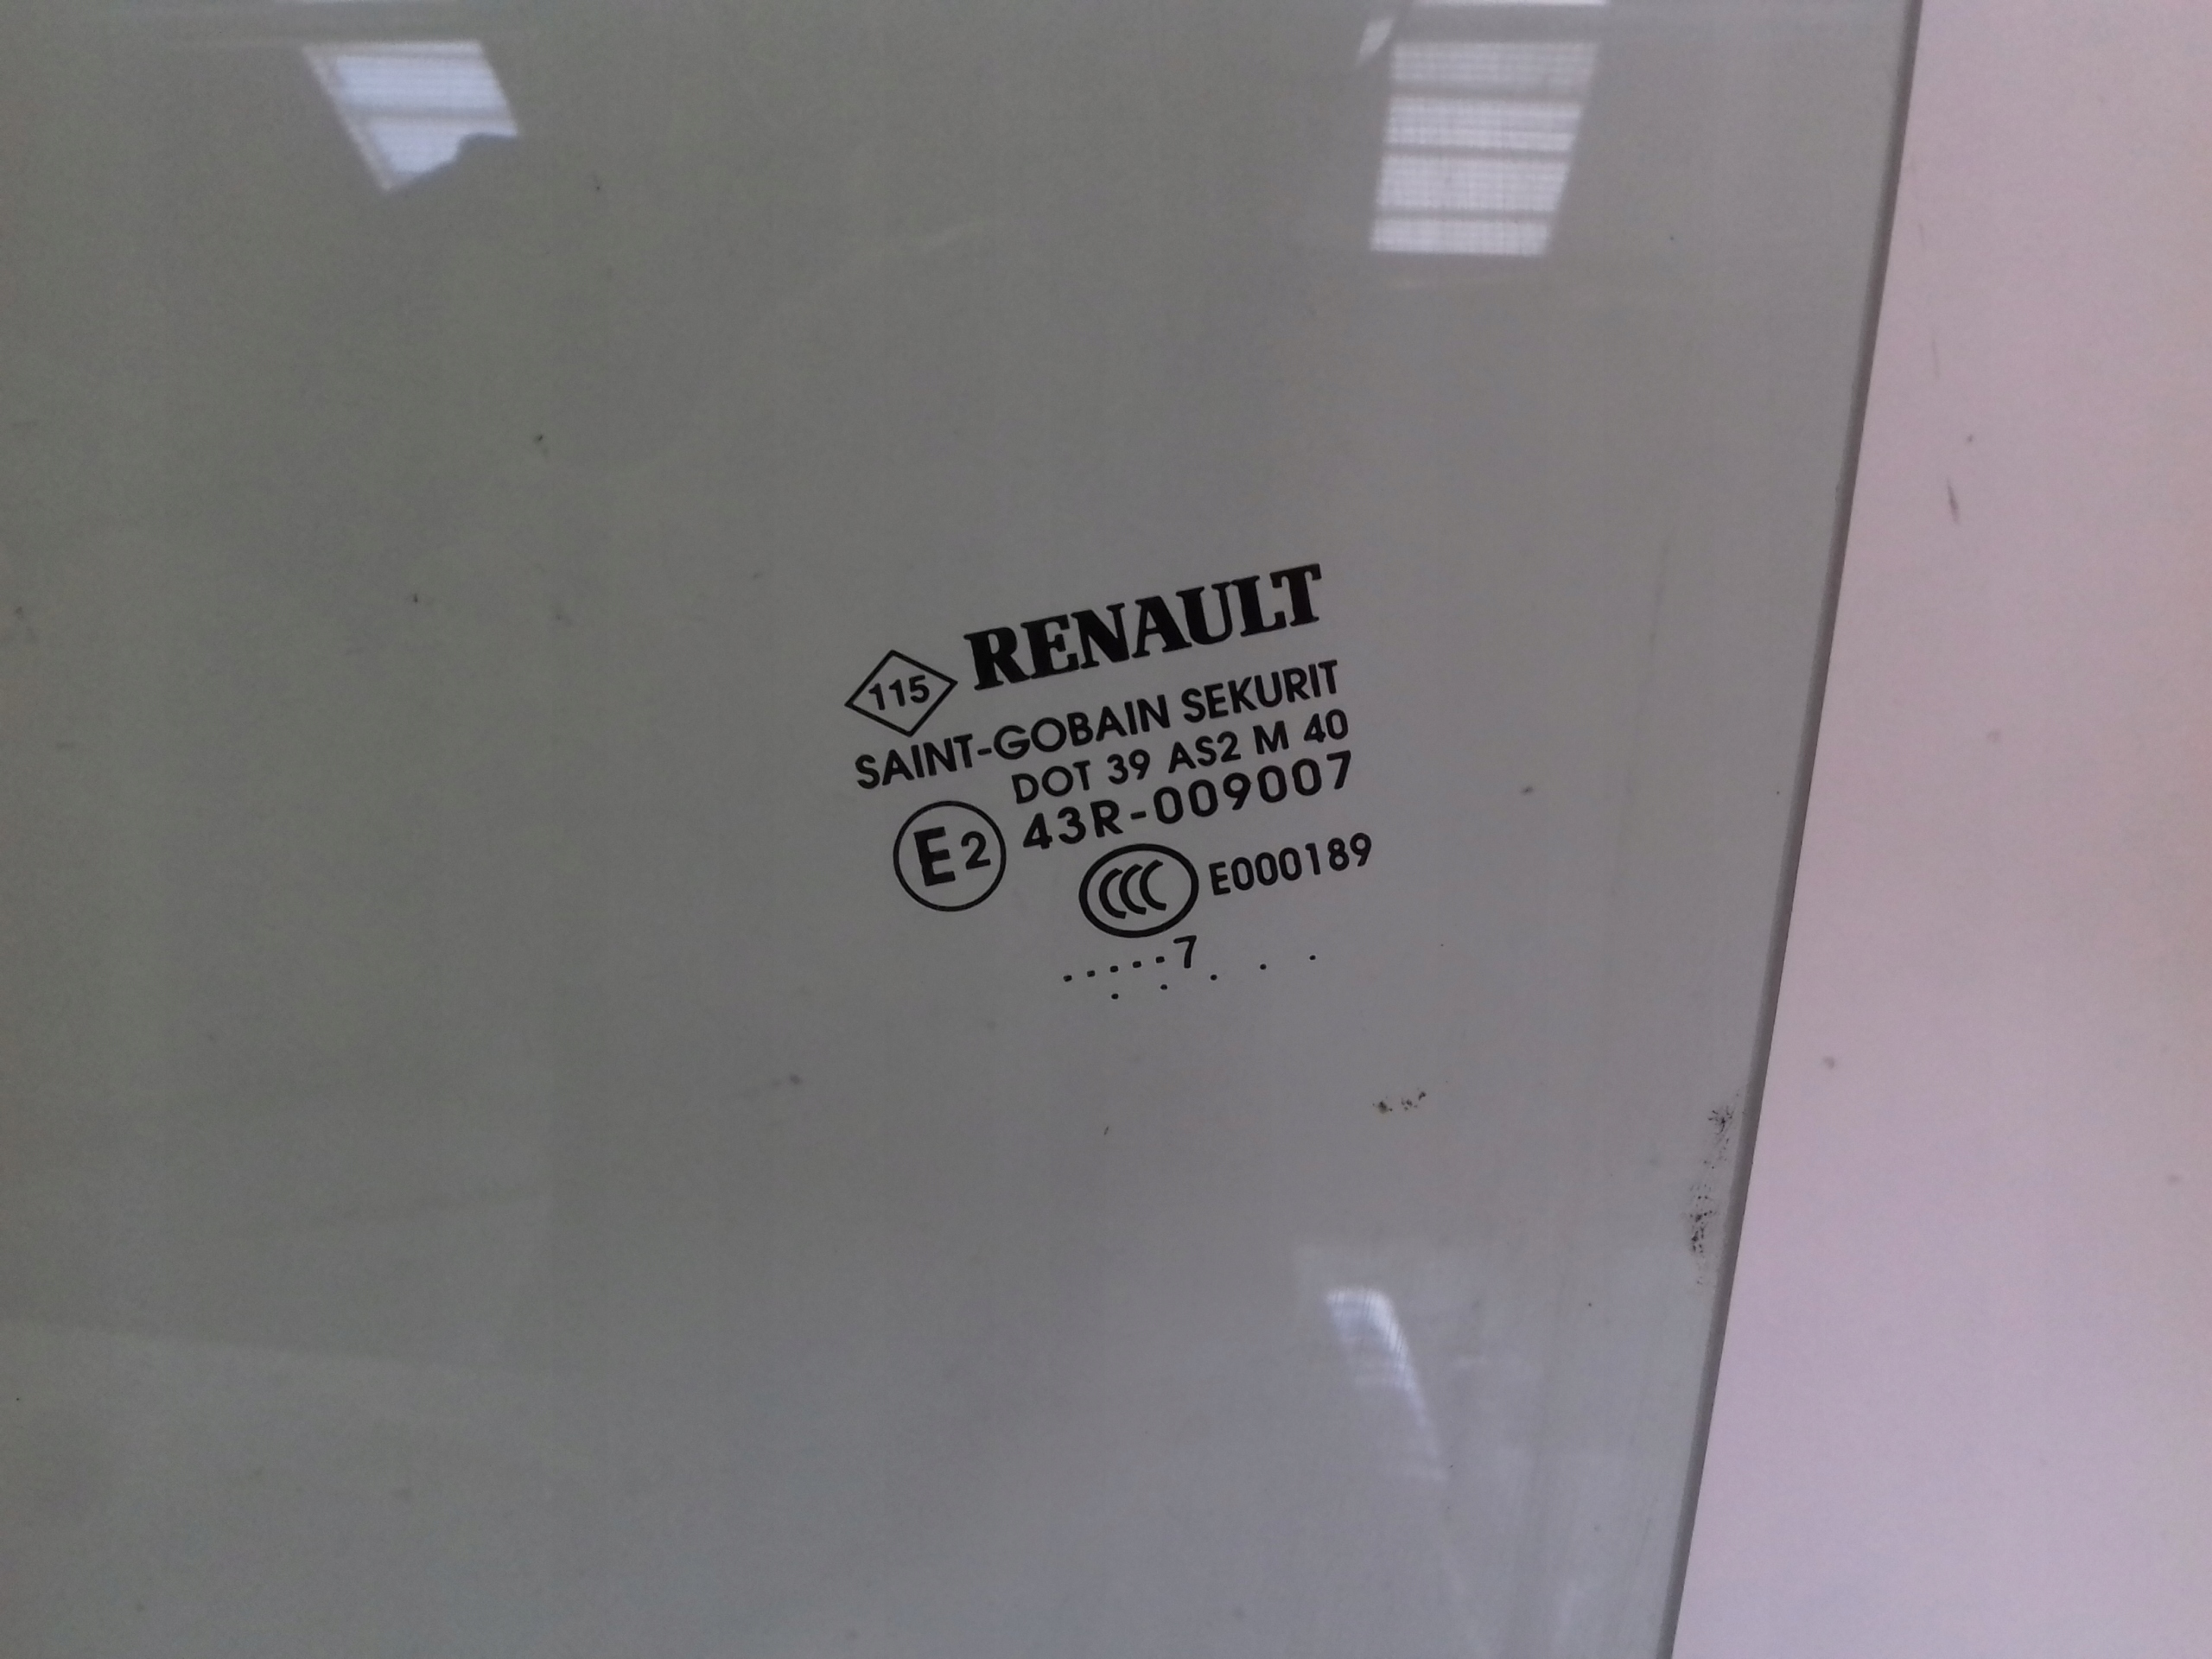 115 RENAULT
SAINT-GOBAIN SEKURIT
DOT 39 AS2 M 40
E2 43R-009007
CCC E000189
.....7
. . . . .